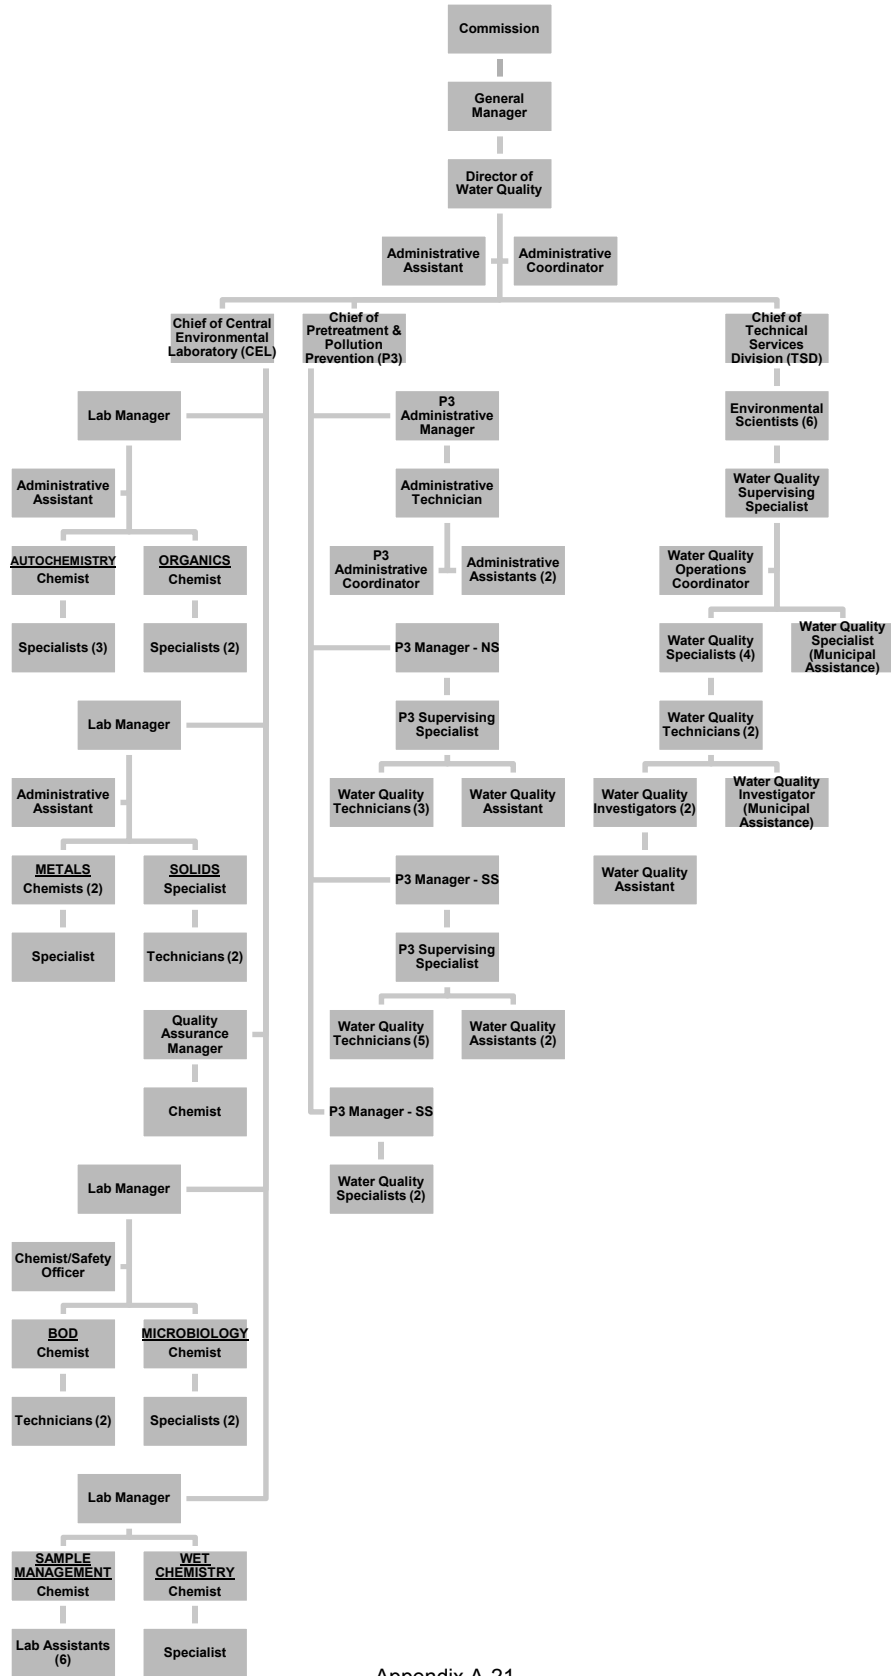 Commission
General
Manager
Director of
Water Quality
Administrative
Assistant
Administrative
Coordinator
Chief of Central
Environmental
Laboratory (CEL)
Chief of
Pretreatment &
Pollution
Prevention (P3)
Chief of
Technical
Services
Division (TSD)
Lab Manager
Administrative
Assistant
AUTOCHEMISTRY
Chemist
Specialists (3)
ORGANICS
Chemist
Specialists (2)
Lab Manager
Administrative
Assistant
METALS
Chemists (2)
Specialist
SOLIDS
Specialist
Technicians (2)
Quality
Assurance
Manager
Chemist
Lab Manager
Chemist/Safety
Officer
BOD
Chemist
Technicians (2)
MICROBIOLOGY
Chemist
Specialists (2)
Lab Manager
SAMPLE
MANAGEMENT
Chemist
Lab Assistants
(6)
WET
CHEMISTRY
Chemist
Specialist
P3
Administrative
Manager
Administrative
Technician
P3
Administrative
Coordinator
Administrative
Assistants (2)
P3 Manager - NS
P3 Supervising
Specialist
Water Quality
Technicians (3)
Water Quality
Assistant
P3 Manager - SS
P3 Supervising
Specialist
Water Quality
Technicians (5)
Water Quality
Assistants (2)
P3 Manager - SS
Water Quality
Specialists (2)
Environmental
Scientists (6)
Water Quality
Supervising
Specialist
Water Quality
Operations
Coordinator
Water Quality
Specialists (4)
Water Quality
Specialist
(Municipal
Assistance)
Water Quality
Technicians (2)
Water Quality
Investigators (2)
Water Quality
Investigator
(Municipal
Assistance)
Water Quality
Assistant
Appendix A-21